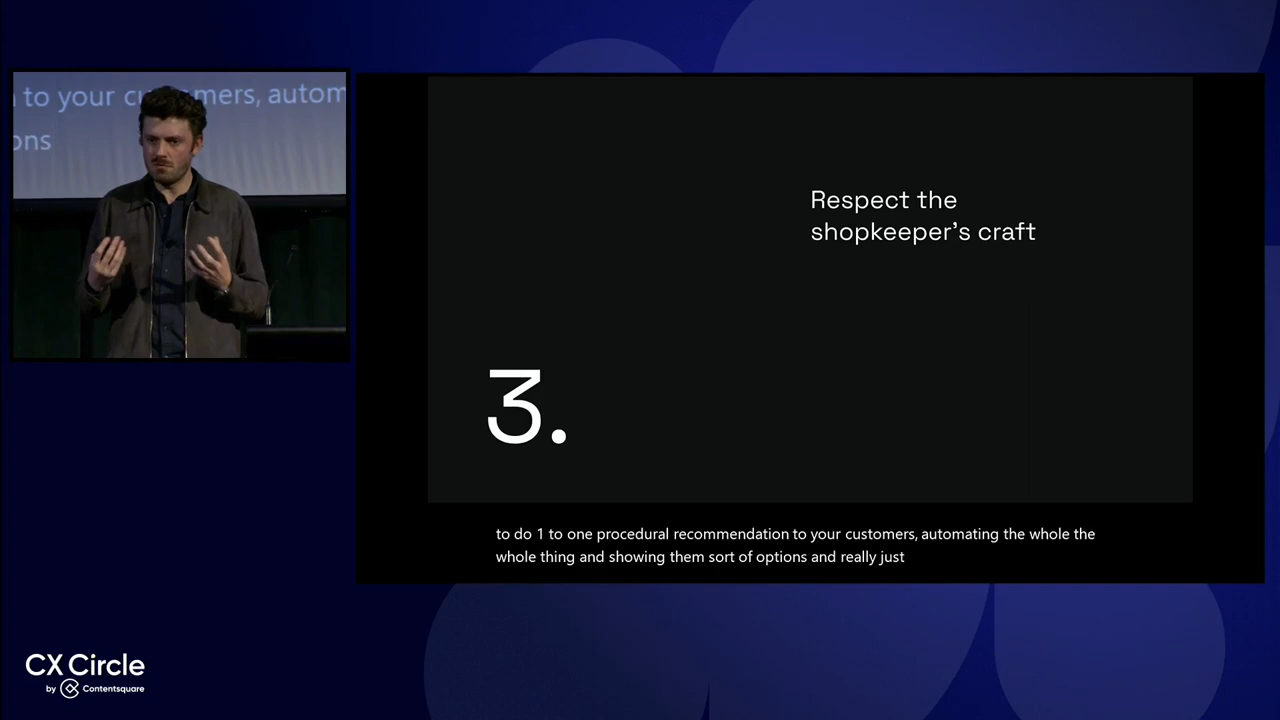 to your customers, autom
ons
Respect the
shopkeeper’s craft
3.
to do 1 to one procedural recommendation to your customers, automating the whole the
whole thing and showing them sort of options and really just
CX Circle
by Contentsquare